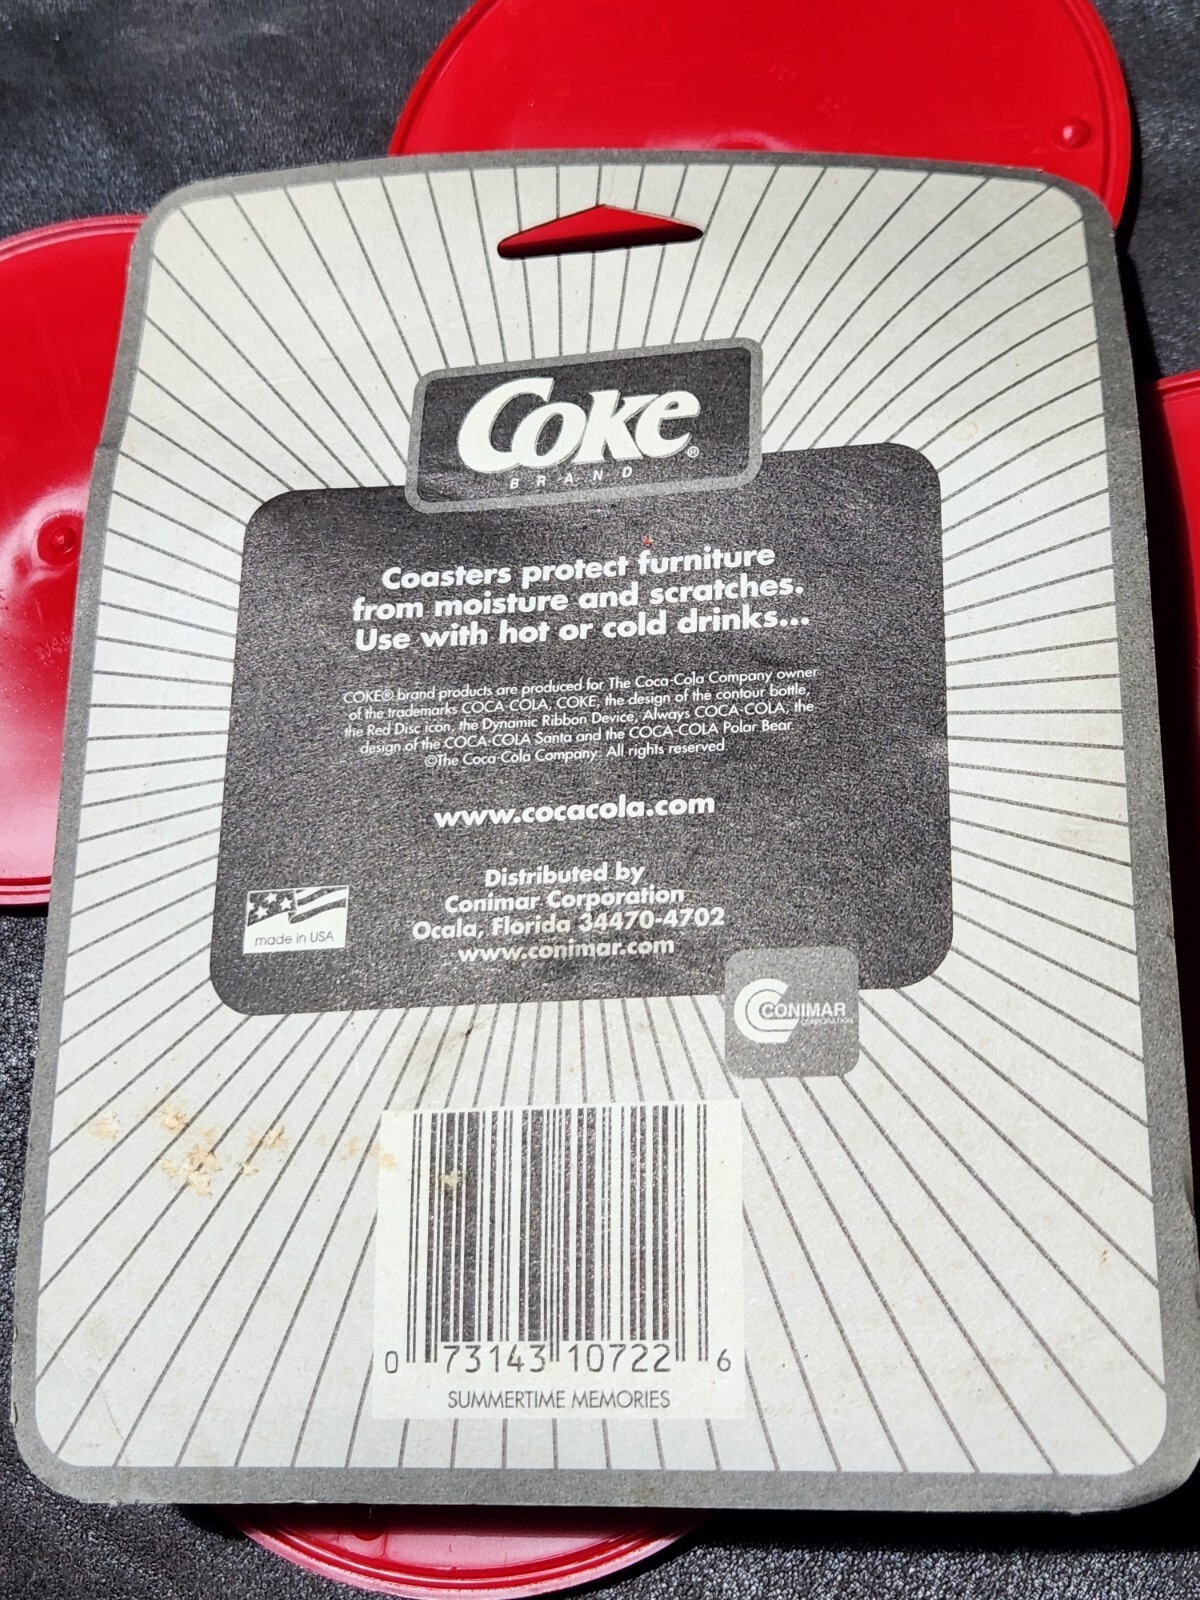 Coke®
BRAND
Coasters protect furniture
from moisture and scratches.
Use with hot or cold drinks...
COKE® brand products are produced for The Coca-Cola Company owner
of the trademarks COCA-COLA, COKE, the design of the contour bottle,
the Red Disc icon, the Dynamic Ribbon Device, Always COCA-COLA, the
design of the COCA-COLA Santa and the COCA-COLA Polar Bear.
©The Coca-Cola Company. All rights reserved.
www.cocacola.com
Distributed by
Conimar Corporation
Ocala, Florida 34470-4702
www.conimar.com
made in USA
CONIMAR
CORPORATION
0 73143 10722 6
SUMMERTIME MEMORIES